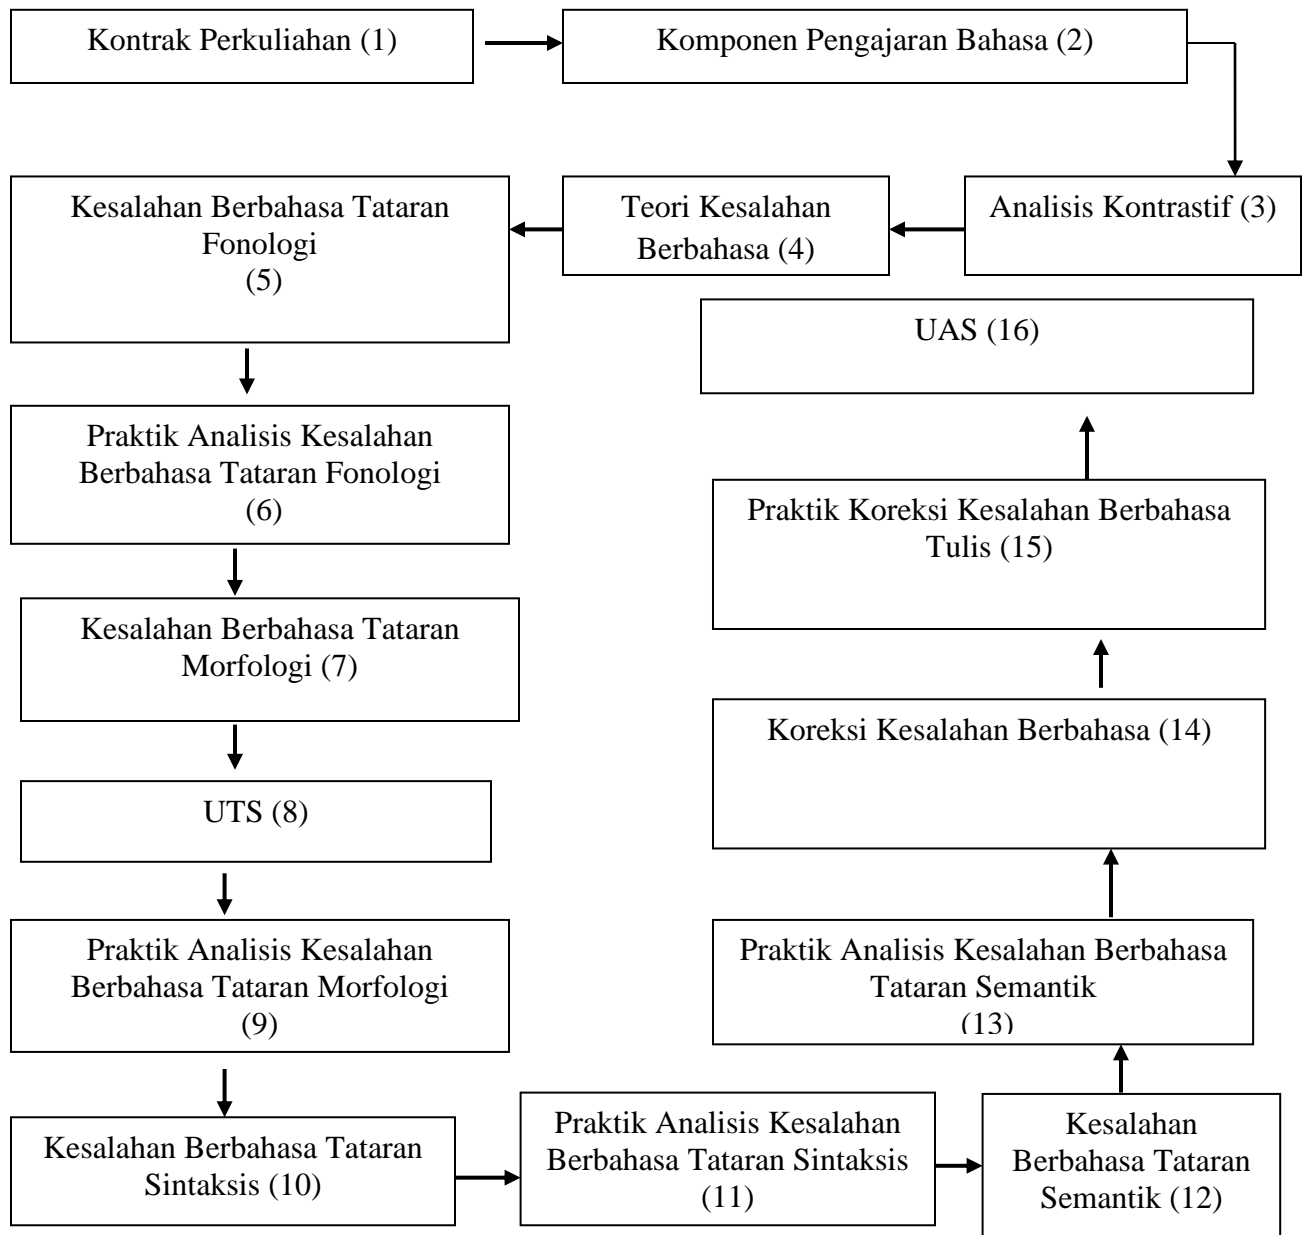 Kontrak Perkuliahan (1)
Komponen Pengajaran Bahasa (2)
Analisis Kontrastif (3)
Teori Kesalahan
Berbahasa (4)
Kesalahan Berbahasa Tataran
Fonologi
(5)
Praktik Analisis Kesalahan
Berbahasa Tataran Fonologi
(6)
Kesalahan Berbahasa Tataran
Morfologi (7)
UTS (8)
Praktik Analisis Kesalahan
Berbahasa Tataran Morfologi
(9)
Kesalahan Berbahasa Tataran
Sintaksis (10)
Praktik Analisis Kesalahan
Berbahasa Tataran Sintaksis
(11)
Kesalahan
Berbahasa Tataran
Semantik (12)
Praktik Analisis Kesalahan Berbahasa
Tataran Semantik
(13)
Koreksi Kesalahan Berbahasa (14)
Praktik Koreksi Kesalahan Berbahasa
Tulis (15)
UAS (16)